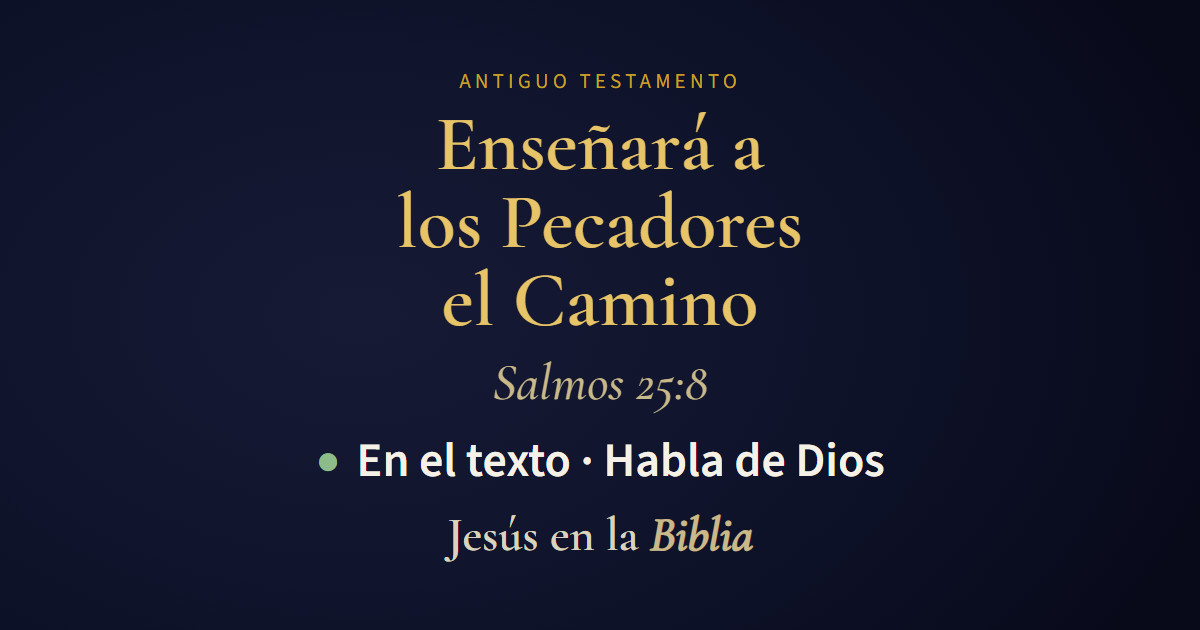 ANTIGUO TESTAMENTO
Enseñará a
los Pecadores
el Camino
Salmos 25:8
En el texto · Habla de Dios
Jesús en la Biblia